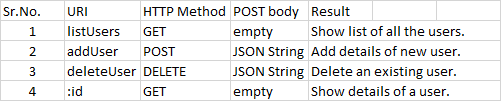 Sr.No. URI HTTP Method POST body Result
1 listUsers GET empty Show list of all the users.
2 addUser POST JSON String Add details of new user.
3 deleteUser DELETE JSON String Delete an existing user.
4 :id GET empty Show details of a user.